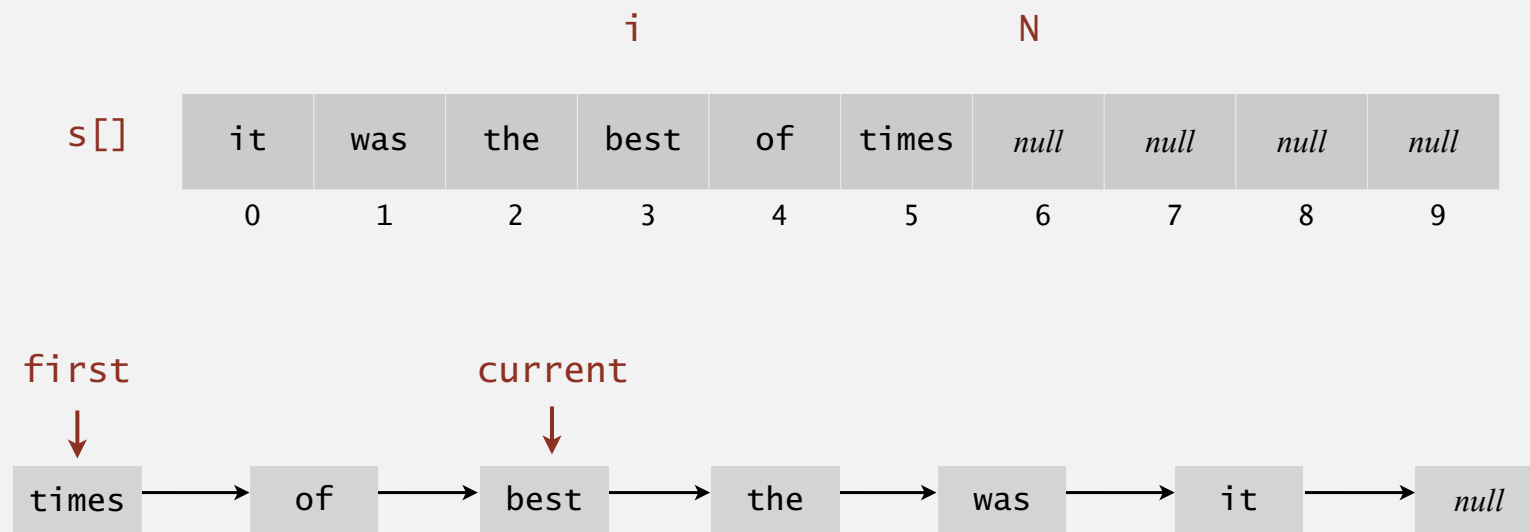 i N
s[] it was the best of times null null null null
0 1 2 3 4 5 6 7 8 9
first current
times of best the was it null